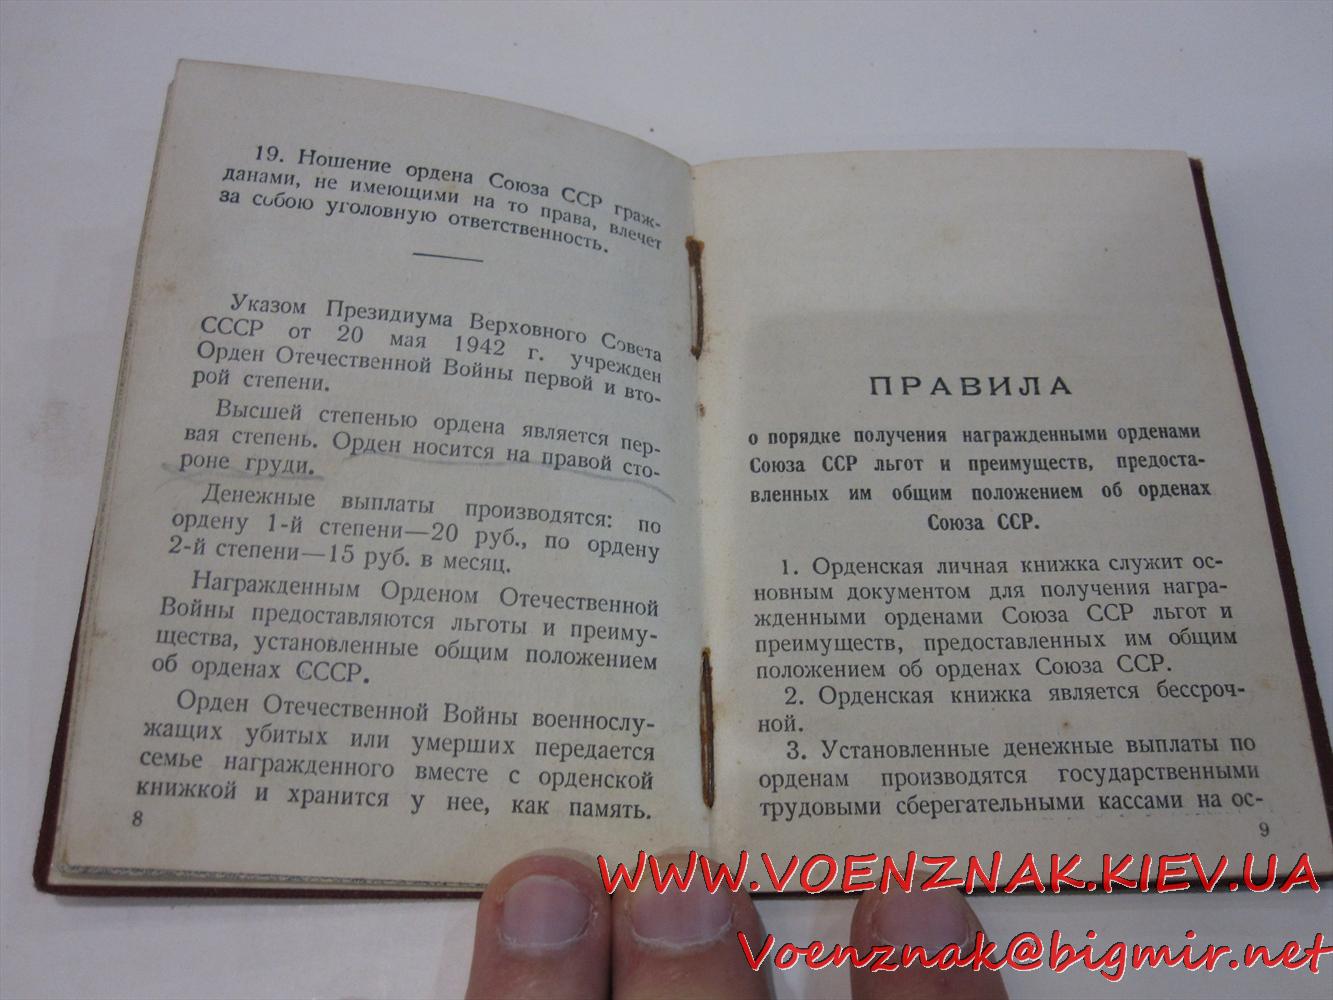 19. Ношение ордена Союза ССР граж-
данами, не имеющими на то права, влечет
за собою уголовную ответственность.
Указом Президиума Верховного Совета
СССР от 20 мая 1942 г. учрежден
Орден Отечественной Войны первой и вто-
рой степени.
Высшей степенью ордена является пер-
вая степень. Орден носится на правой сто-
роне груди.
Денежные выплаты производятся: по
ордену 1-й степени—20 руб., по ордену
2-й степени—15 руб. в месяц.
Награжденным Орденом Отечественной
Войны предоставляются льготы и преиму-
щества, установленные общим положением
об орденах СССР.
Орден Отечественной Войны военнослу-
жащих убитых или умерших передается
семье награжденного вместе с орденской
книжкой и хранится у нее, как память.
8
ПРАВИЛА
о порядке получения награжденными орденами
Союза ССР льгот и преимуществ, предоста-
вленных им общим положением об орденах
Союза ССР.
1. Орденская личная книжка служит ос-
новным документом для получения награ-
жденными орденами Союза ССР льгот и
преимуществ, предоставленных им общим
положением об орденах Союза ССР.
2. Орденская книжка является бессроч-
ной.
3. Установленные денежные выплаты по
орденам производятся государственными
трудовыми сберегательными кассами на ос-
9
WWW.VOENZNAK.KIEV.UA
Voenznak@bigmir.net